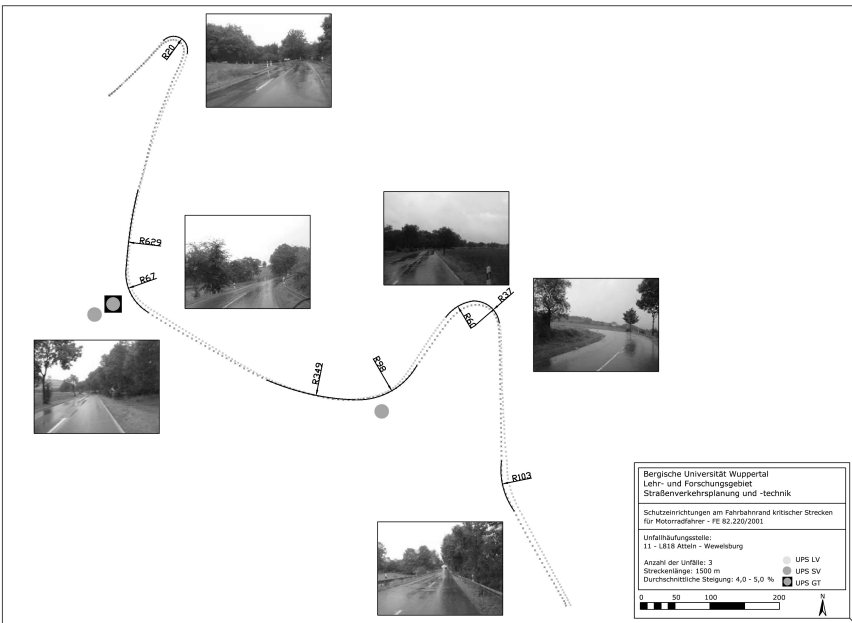 R20
R629
R67
R349
R98
R60
R37
R103
Bergische Universität Wuppertal
Lehr- und Forschungsgebiet
Straßenverkehrsplanung und -technik
Schutzeinrichtungen am Fahrbahnrand kritischer Strecken
für Motorradfahrer - FE 82.220/2001
Unfallhäufungsstelle:
11 - L818 Atteln - Wewelsburg
Anzahl der Unfälle: 3
Streckenlänge: 1500 m
Durchschnittliche Steigung: 4,0 - 5,0 %
UPS LV
UPS SV
UPS GT
0 50 100 200
N